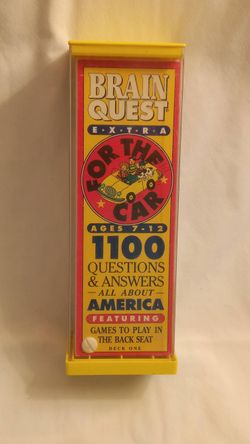 BRAIN
QUEST
E·X·T·R·A
FOR THE
CAR
AGES 7-12
1100
QUESTIONS
& ANSWERS
— ALL ABOUT —
AMERICA
FEATURING
GAMES TO PLAY IN
THE BACK SEAT
DECK ONE